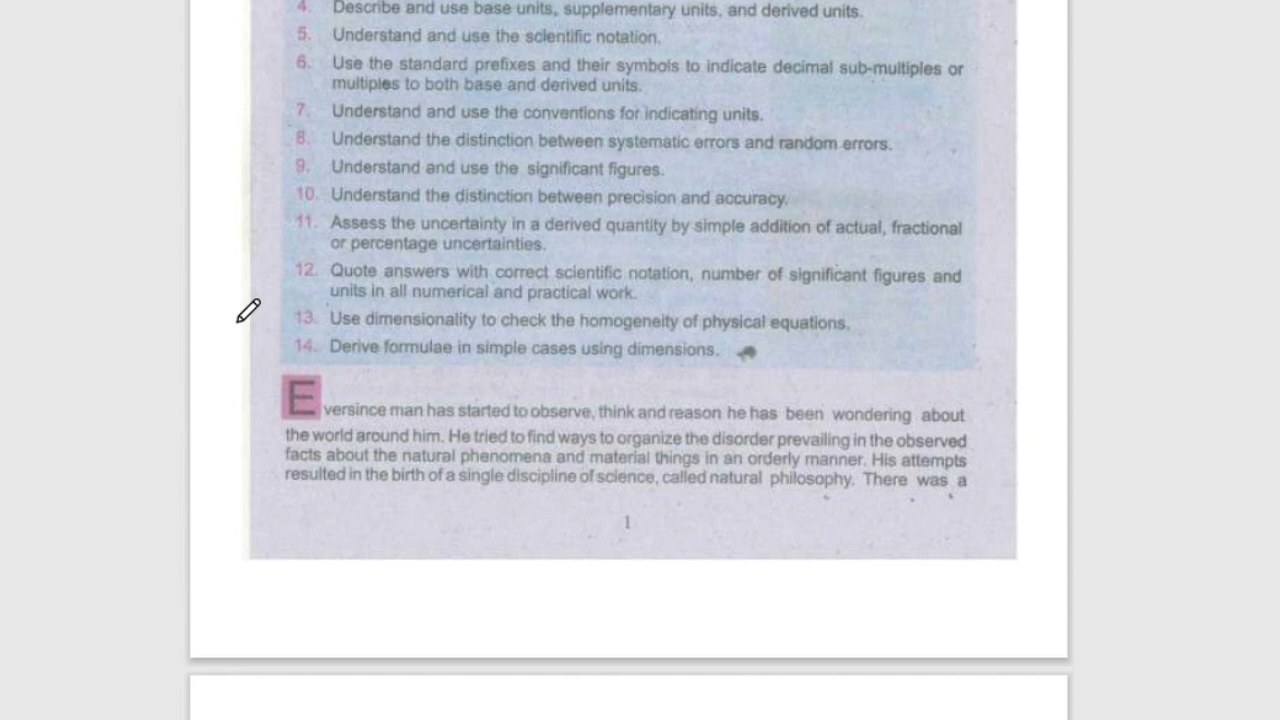 4. Describe and use base units, supplementary units, and derived units.
5. Understand and use the scientific notation.
6. Use the standard prefixes and their symbols to indicate decimal sub-multiples or
multiples to both base and derived units.
7. Understand and use the conventions for indicating units.
8. Understand the distinction between systematic errors and random errors.
9. Understand and use the significant figures.
10. Understand the distinction between precision and accuracy.
11. Assess the uncertainty in a derived quantity by simple addition of actual, fractional
or percentage uncertainties.
12. Quote answers with correct scientific notation, number of significant figures and
units in all numerical and practical work.
13. Use dimensionality to check the homogeneity of physical equations.
14. Derive formulae in simple cases using dimensions.
Eversince man has started to observe, think and reason he has been wondering about
the world around him. He tried to find ways to organize the disorder prevailing in the observed
facts about the natural phenomena and material things in an orderly manner. His attempts
resulted in the birth of a single discipline of science, called natural philosophy. There was a
1